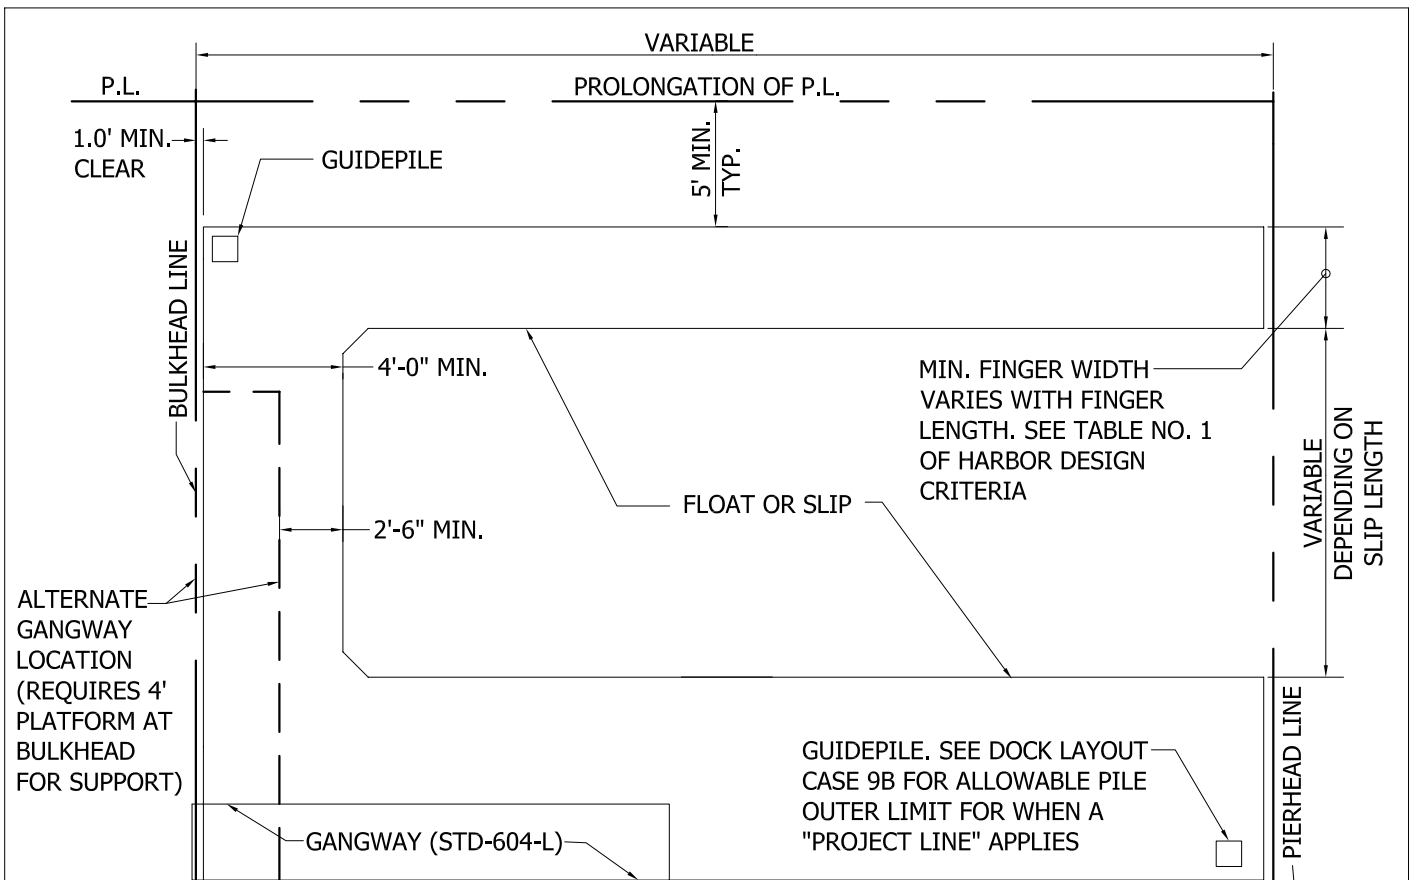 VARIABLE
P.L.
PROLONGATION OF P.L.
1.0' MIN.
CLEAR
GUIDEPILE
5' MIN.
TYP.
BULKHEAD LINE
4'-0" MIN.
MIN. FINGER WIDTH
VARIES WITH FINGER
LENGTH. SEE TABLE NO. 1
OF HARBOR DESIGN
CRITERIA
VARIABLE
DEPENDING ON
SLIP LENGTH
FLOAT OR SLIP
2'-6" MIN.
ALTERNATE
GANGWAY
LOCATION
(REQUIRES 4'
PLATFORM AT
BULKHEAD
FOR SUPPORT)
GUIDEPILE. SEE DOCK LAYOUT
CASE 9B FOR ALLOWABLE PILE
OUTER LIMIT FOR WHEN A
"PROJECT LINE" APPLIES
PIERHEAD LINE
GANGWAY (STD-604-L)